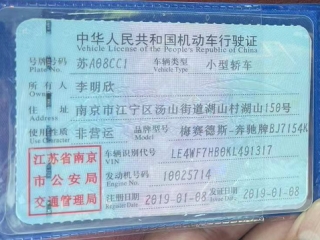 中华人民共和国机动车行驶证
Vehicle License of the People's Republic of China
号牌号码 苏A08CC1 车辆类型 小型轿车
Plate No. Vehicle Type
所有人 李明欣
Owner
住址 南京市江宁区汤山街道湖山村湖山150号
Address
使用性质 非营运 品牌型号 梅赛德斯-奔驰牌BJ7154K
Use Character Model
江苏省南京
市公安局
交通管理局
车辆识别代号 LE4WF7HB0KL491317
VIN
发动机号码 10025714
Engine No.
注册日期 2019-01-08 发证日期 2019-01-08
Register Date Issue Date